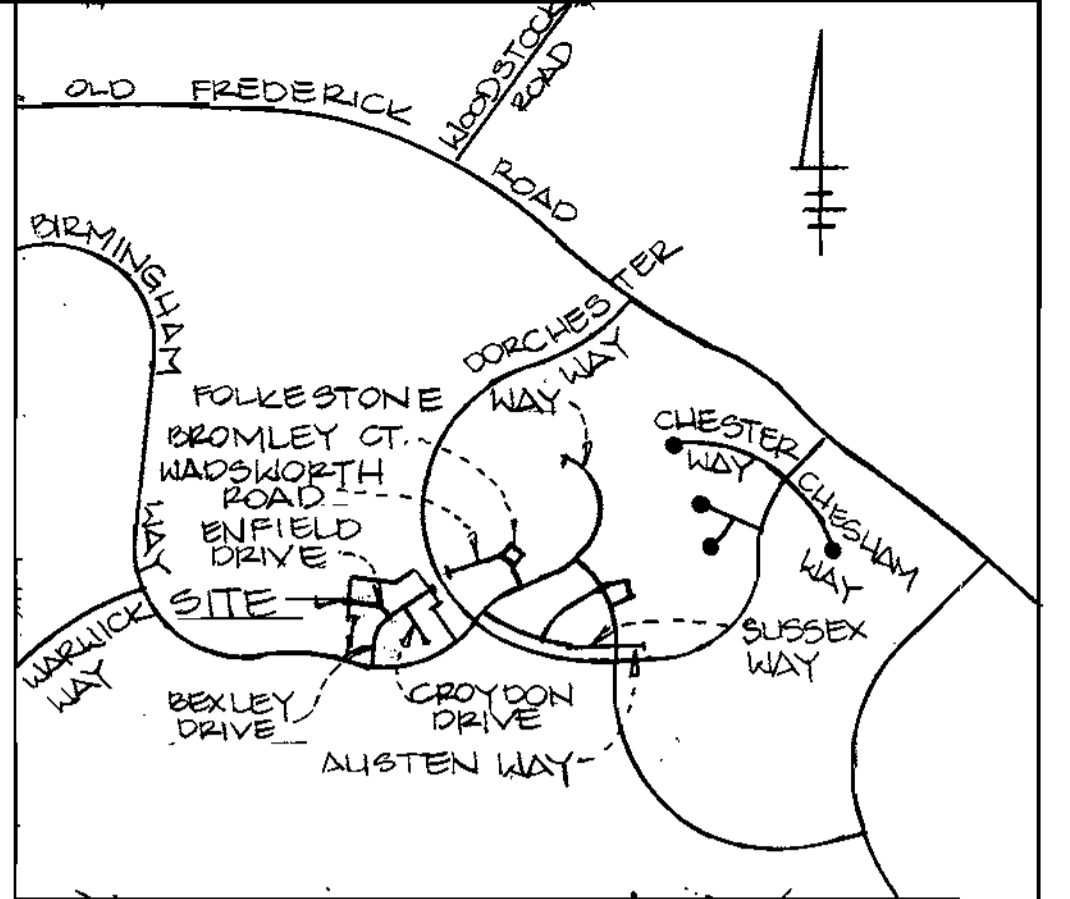 WOODSTOCK
ROAD
OLD FREDERICK
ROAD
BIRMINGHAM
WAY
DORCHESTER
WAY
FOLKESTONE
WAY
BROMLEY CT.
WADSWORTH
ROAD
ENFIELD
DRIVE
SITE
CHESTER
WAY
CHESHAM
WAY
WARWICK
WAY
SUSSEX
WAY
BEXLEY
DRIVE
CROYDON
DRIVE
AUSTEN WAY